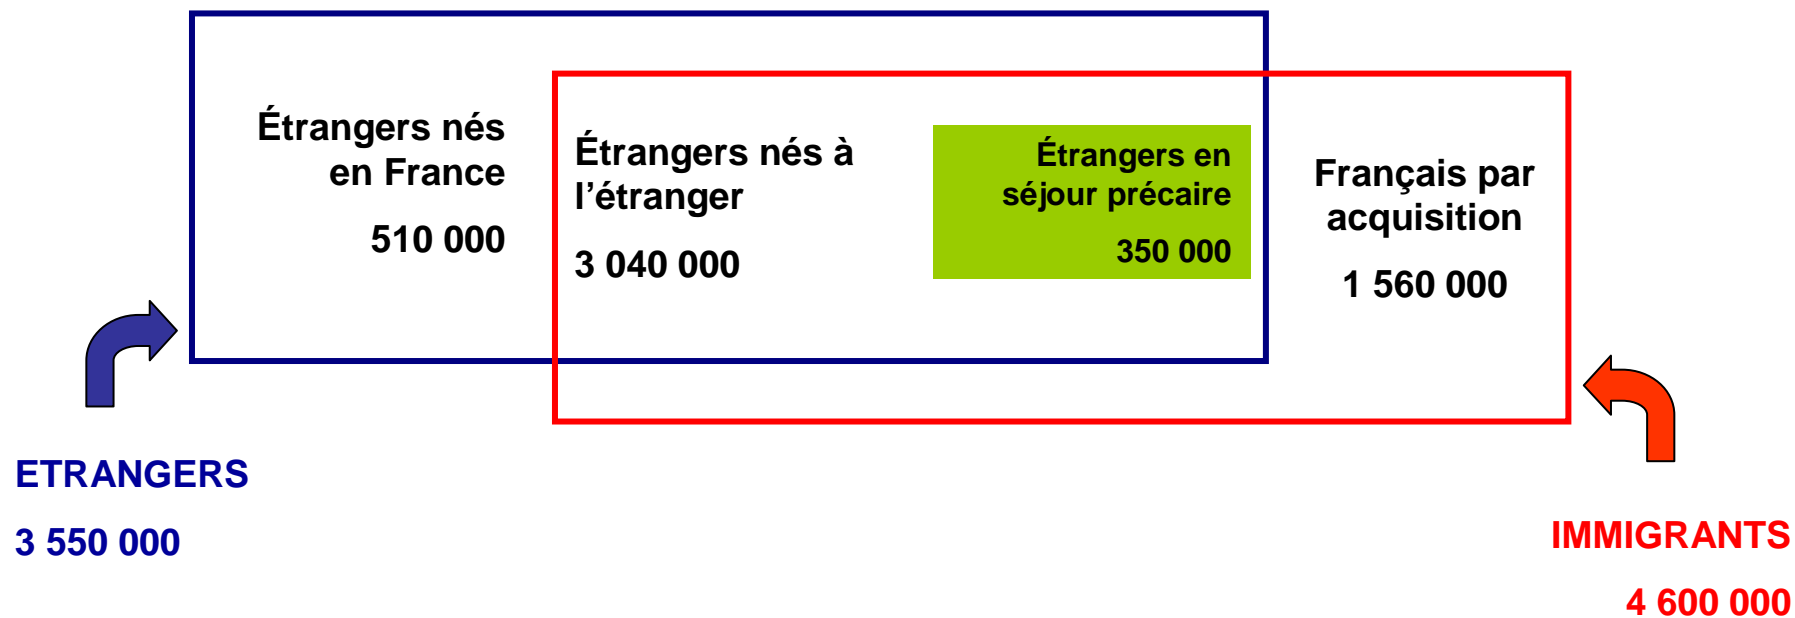 Étrangers nés
en France
510 000
Étrangers nés à
l’étranger
3 040 000
Étrangers en
séjour précaire
350 000
Français par
acquisition
1 560 000
ETRANGERS
3 550 000
IMMIGRANTS
4 600 000